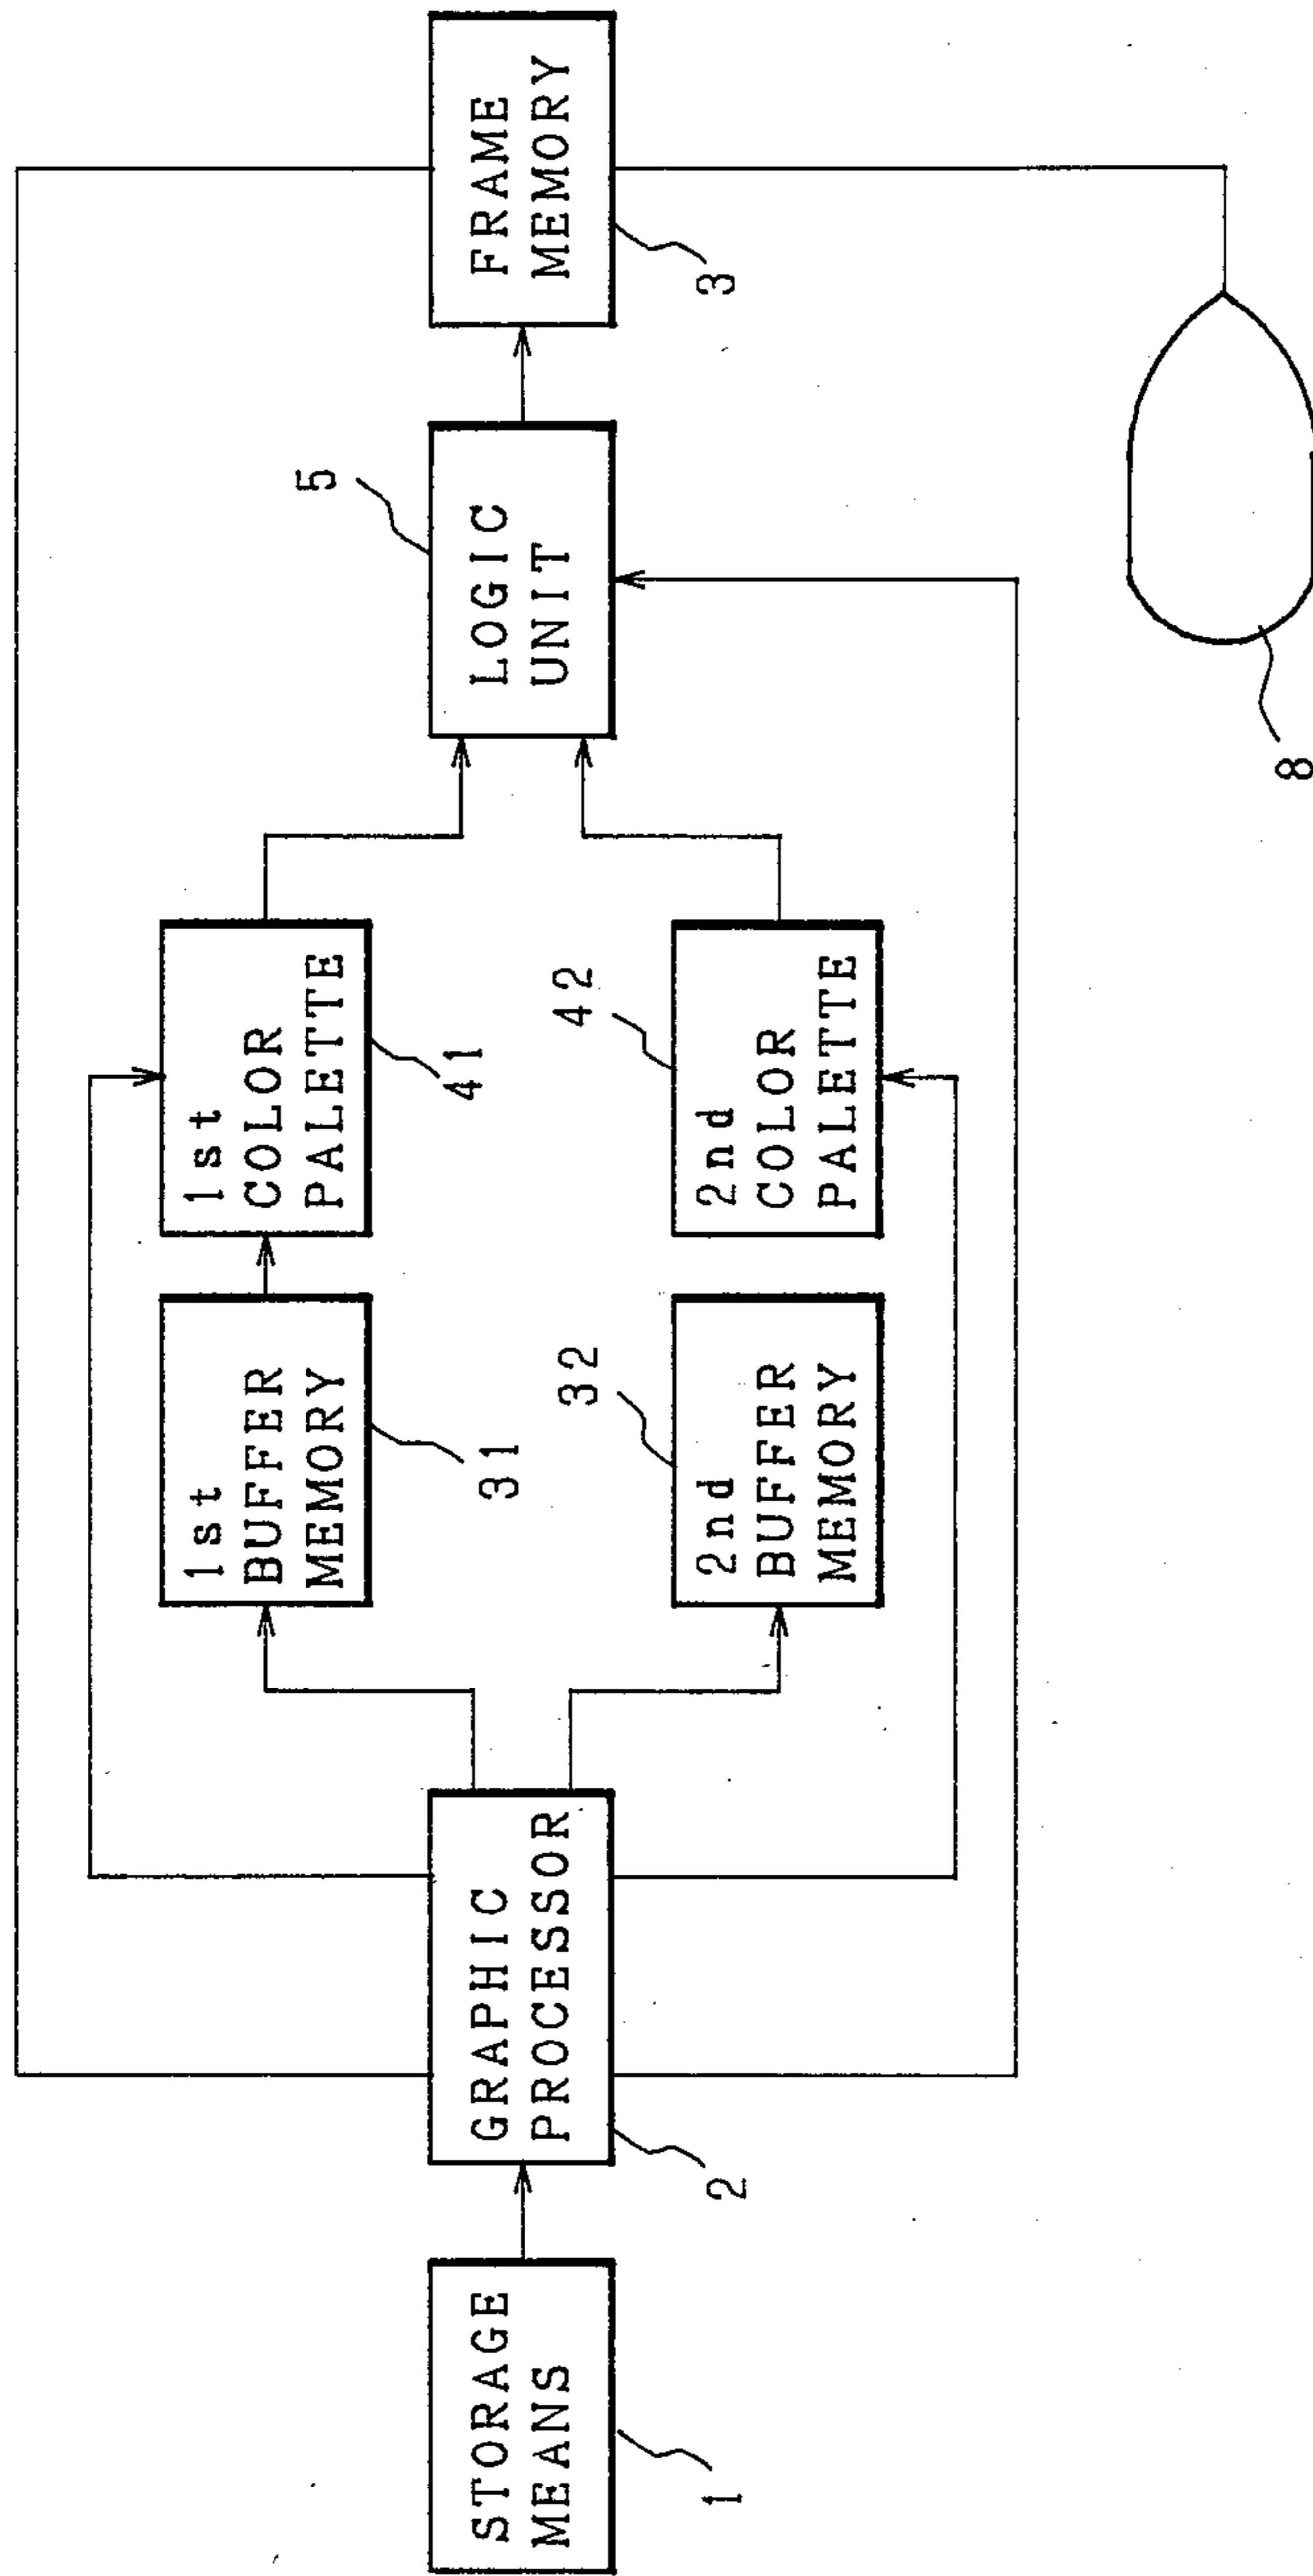 STORAGE
MEANS
1
GRAPHIC
PROCESSOR
2
1st
BUFFER
MEMORY
31
2nd
BUFFER
MEMORY
32
1st
COLOR
PALETTE
41
2nd
COLOR
PALETTE
42
LOGIC
UNIT
5
FRAME
MEMORY
3
8